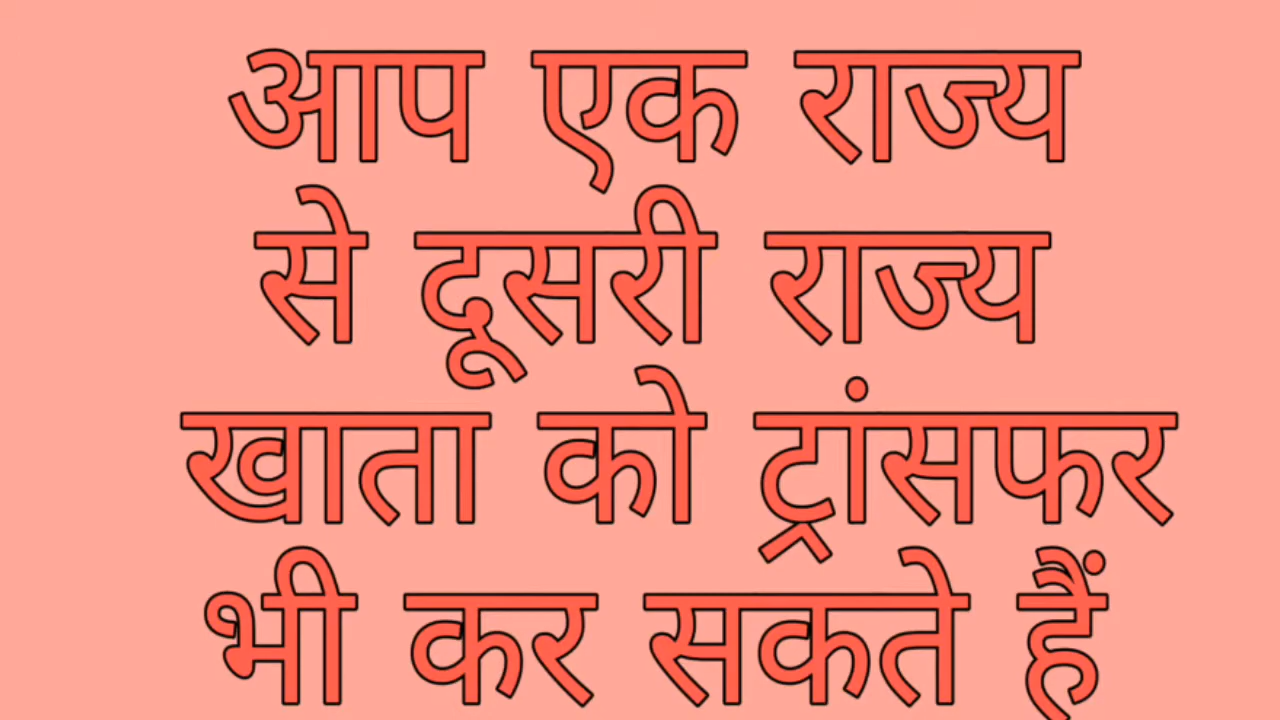 आप एक राज्य
से दूसरी राज्य
खाता को ट्रांसफर
भी कर सकते हैं